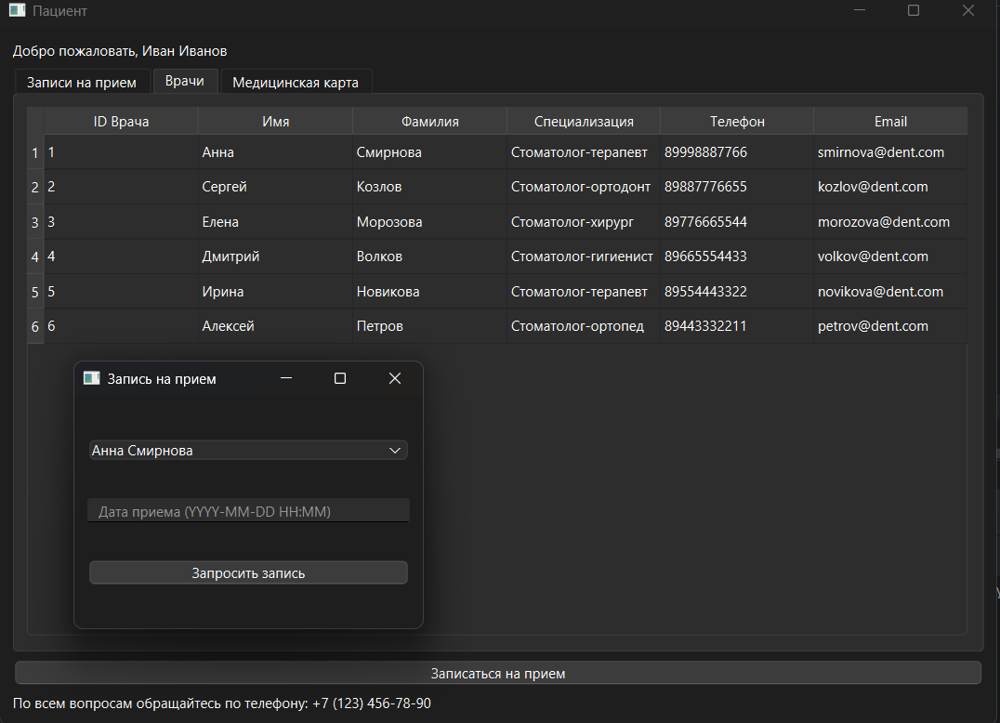 Пациент
Добро пожаловать, Иван Иванов
Записи на прием Врачи Медицинская карта
ID Врача Имя Фамилия Специализация Телефон Email
1 1 Анна Смирнова Стоматолог-терапевт 89998887766 smirnova@dent.com
2 2 Сергей Козлов Стоматолог-ортодонт 89887776655 kozlov@dent.com
3 3 Елена Морозова Стоматолог-хирург 89776665544 morozova@dent.com
4 4 Дмитрий Волков Стоматолог-гигиенист 89665554433 volkov@dent.com
5 5 Ирина Новикова Стоматолог-терапевт 89554443322 novikova@dent.com
6 6 Алексей Петров Стоматолог-ортопед 89443332211 petrov@dent.com
Запись на прием
Анна Смирнова
Дата приема (YYYY-MM-DD HH:MM)
Запросить запись
Записаться на прием
По всем вопросам обращайтесь по телефону: +7 (123) 456-78-90